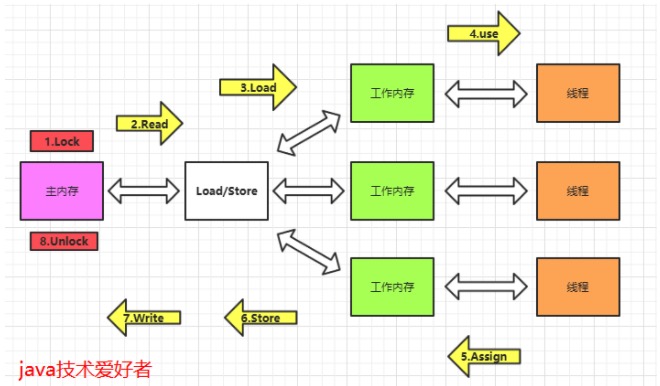 4.use
3.Load
工作内存
线程
2.Read
1.Lock
主内存
Load/Store
工作内存
线程
8.Unlock
工作内存
线程
7.Write
6.Store
5.Assign
java技术爱好者